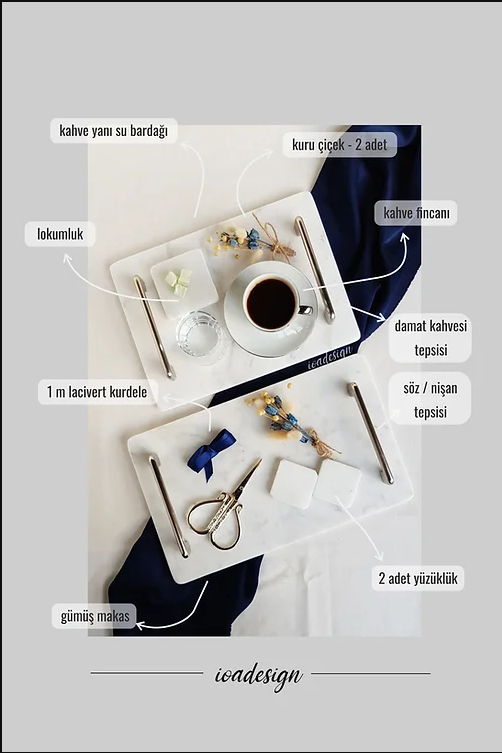 kahve yanı su bardağı
kuru çiçek - 2 adet
kahve fincanı
lokumluk
damat kahvesi
tepsisi
ioadesign
söz / nişan
tepsisi
1 m lacivert kurdele
2 adet yüzüklük
gümüş makas
ioadesign